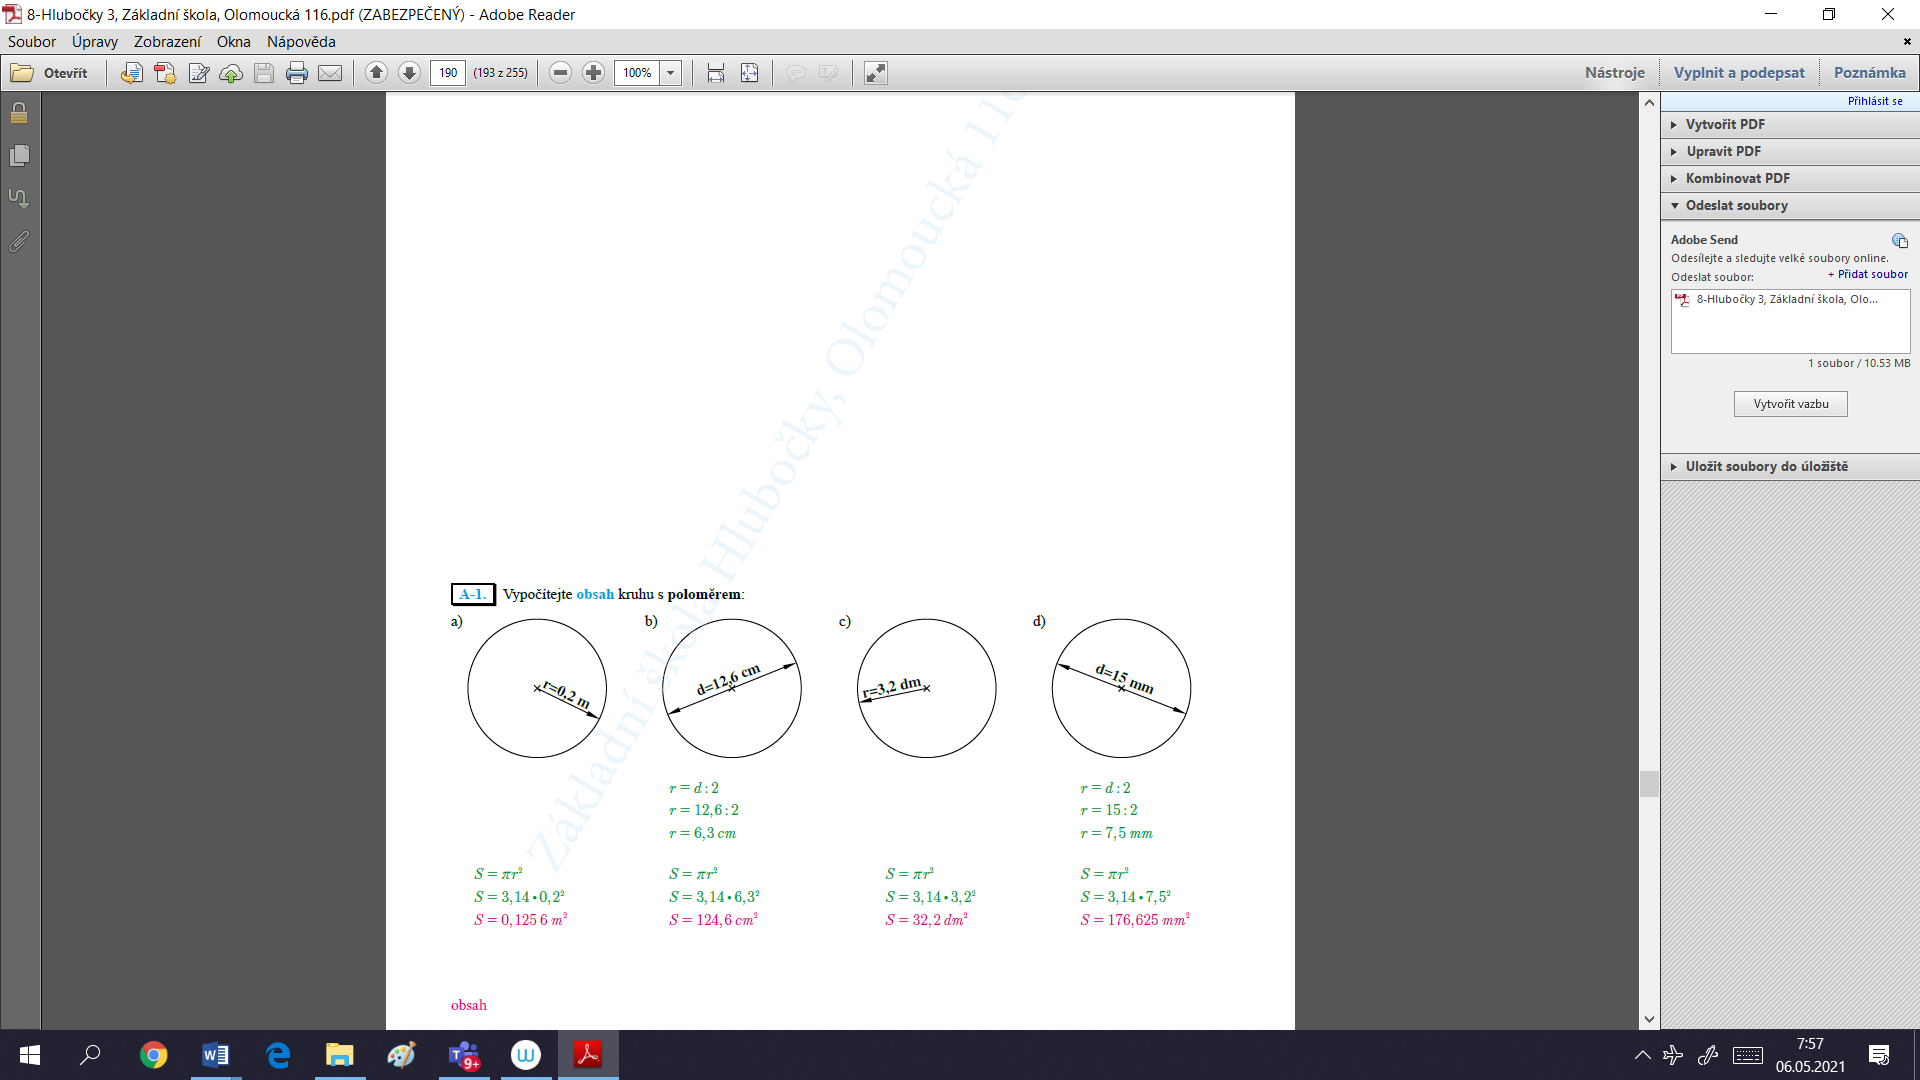 8-Hlubočky 3, Základní škola, Olomoucká 116.pdf (ZABEZPEČENÝ) - Adobe Reader
Soubor Úpravy Zobrazení Okna Nápověda
Otevřít 190 (193 z 255) 100% Nástroje Vyplnit a podepsat Poznámka
Přihlásit se
Vytvořit PDF
Upravit PDF
Kombinovat PDF
Odeslat soubory
Adobe Send
Odesílejte a sledujte velké soubory online.
Odeslat soubor: + Přidat soubor
8-Hlubočky 3, Základní škola, Olo...
1 soubor / 10.53 MB
Vytvořit vazbu
Uložit soubory do úložiště
Základní škola Hlubočky, Olomoucká 116
A-1. Vypočítejte obsah kruhu s poloměrem:
a) b) c) d)
r=0,2 m d=12,6 cm r=3,2 dm d=15 mm
r = d : 2 r = d : 2
r = 12,6 : 2 r = 15 : 2
r = 6,3 cm r = 7,5 mm
S = πr² S = πr² S = πr² S = πr²
S = 3,14 • 0,2² S = 3,14 • 6,3² S = 3,14 • 3,2² S = 3,14 • 7,5²
S = 0,125 6 m² S = 124,6 cm² S = 32,2 dm² S = 176,625 mm²
obsah
9+
7:57
06.05.2021